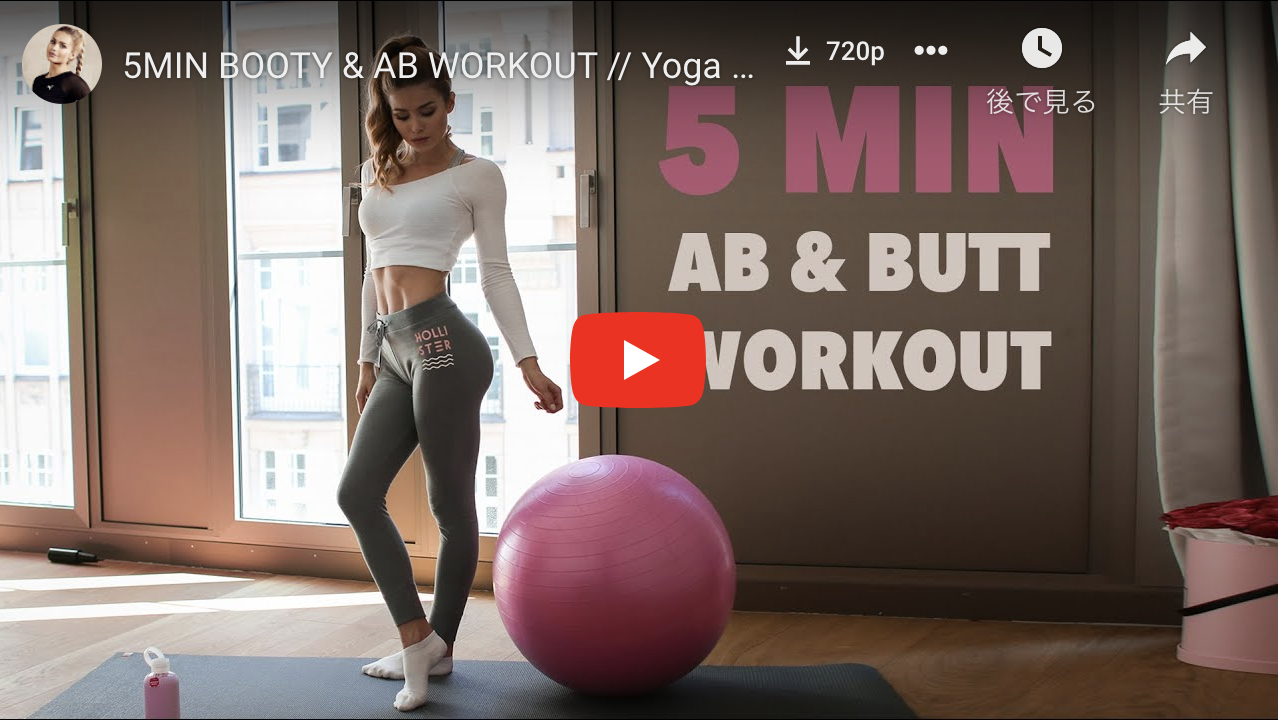 5MIN BOOTY & AB WORKOUT // Yoga ...
720p
後で見る
共有
5 MIN
AB & BUTT
WORKOUT
HOLLI
STER